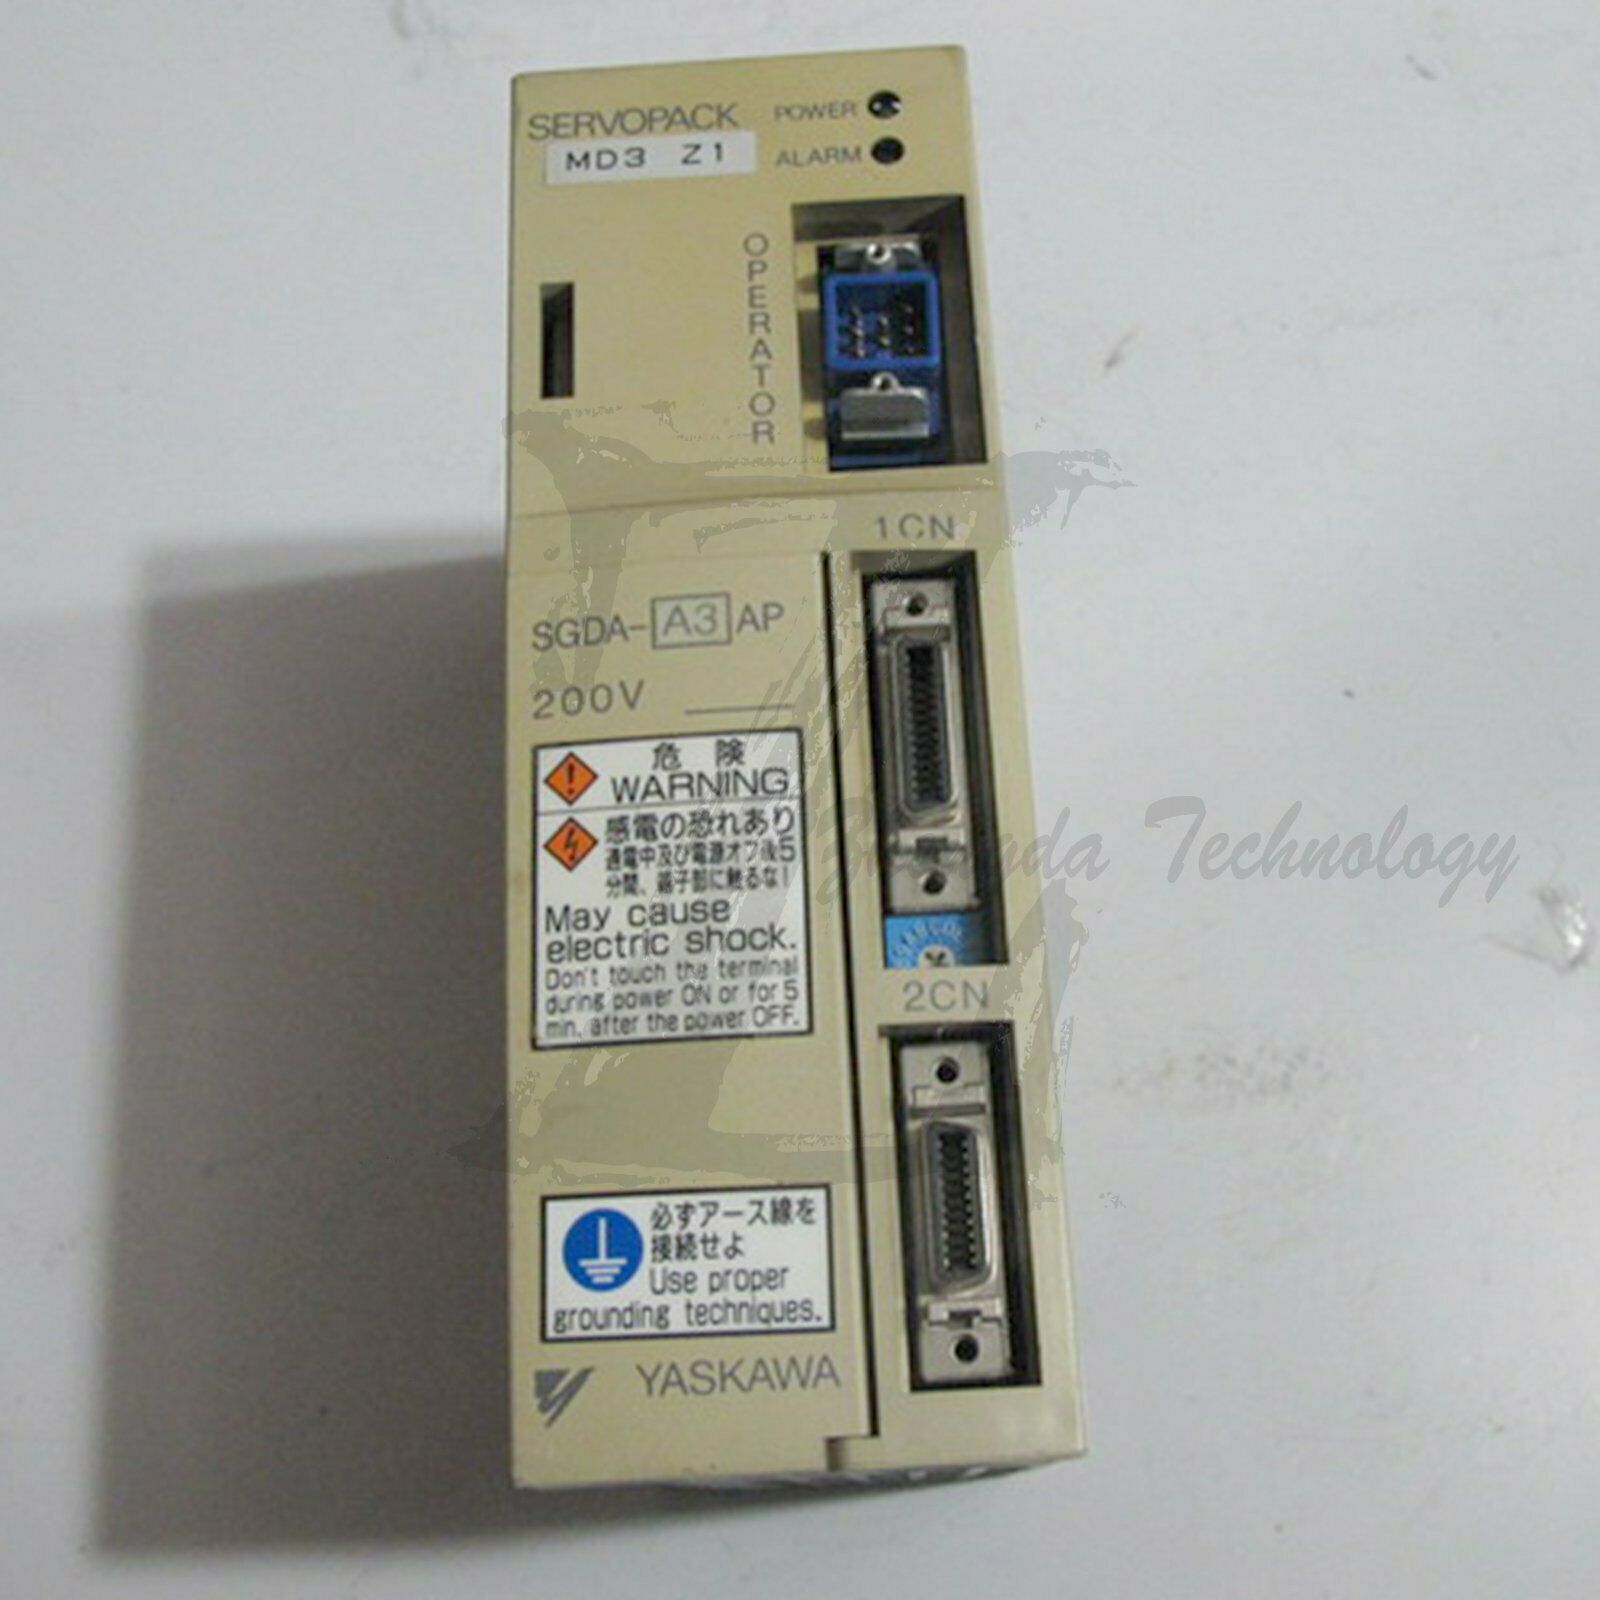 SERVOPACK
POWER
MD3 Z1
ALARM
OPERATOR
1CN
SGDA-A3AP
200V
危険
WARNING
感電の恐れあり
通電中及び電源オフ後5
分間、端子部に触るな!
May cause
electric shock.
Don't touch the terminal
during power ON or for 5
min. after the power OFF.
Technology
2CN
必ずアース線を
接続せよ
Use proper
grounding techniques.
YASKAWA